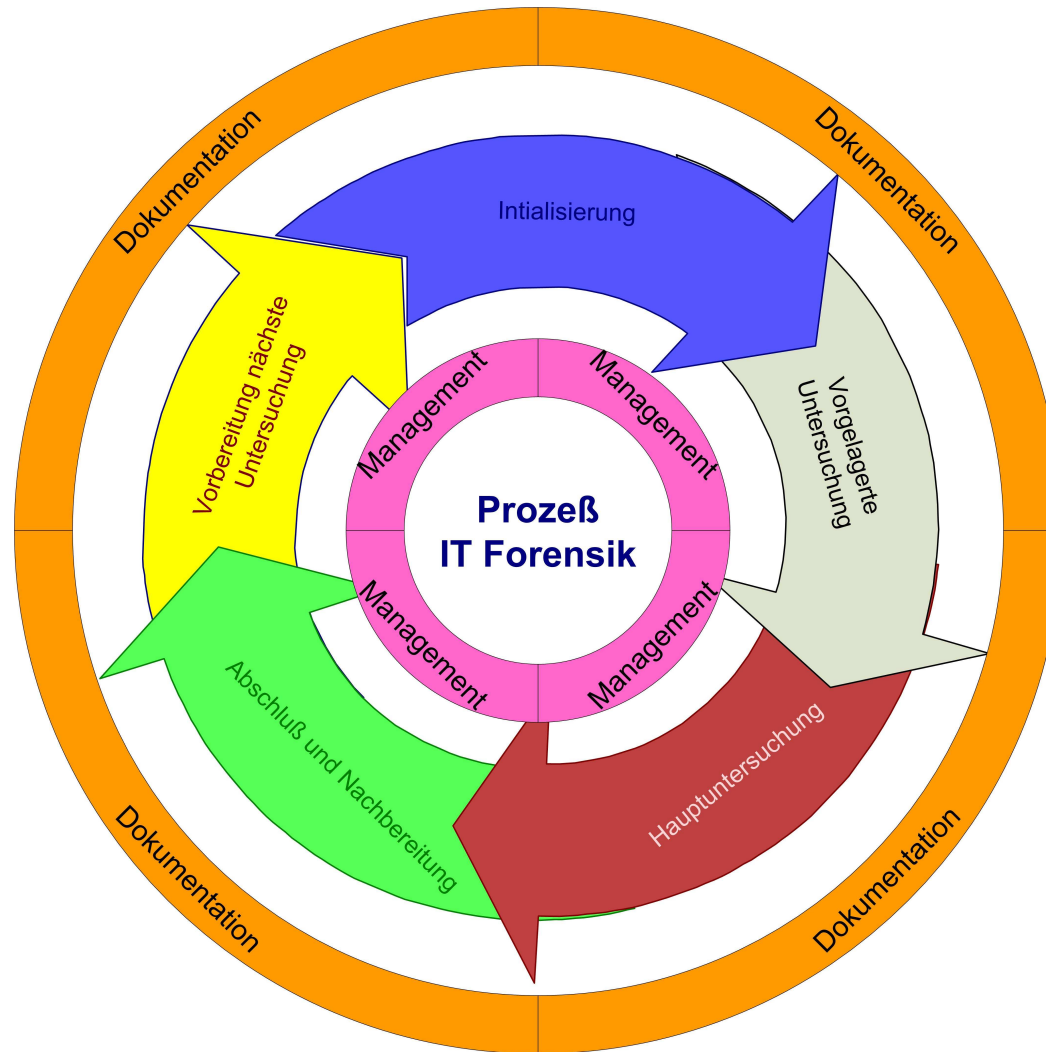 Dokumentation
Dokumentation
Intialisierung
Vorbereitung nächste
Untersuchung
Vorgelagerte
Untersuchung
Management
Management
Prozeß
IT Forensik
Management
Management
Abschluß und Nachbereitung
Hauptuntersuchung
Dokumentation
Dokumentation